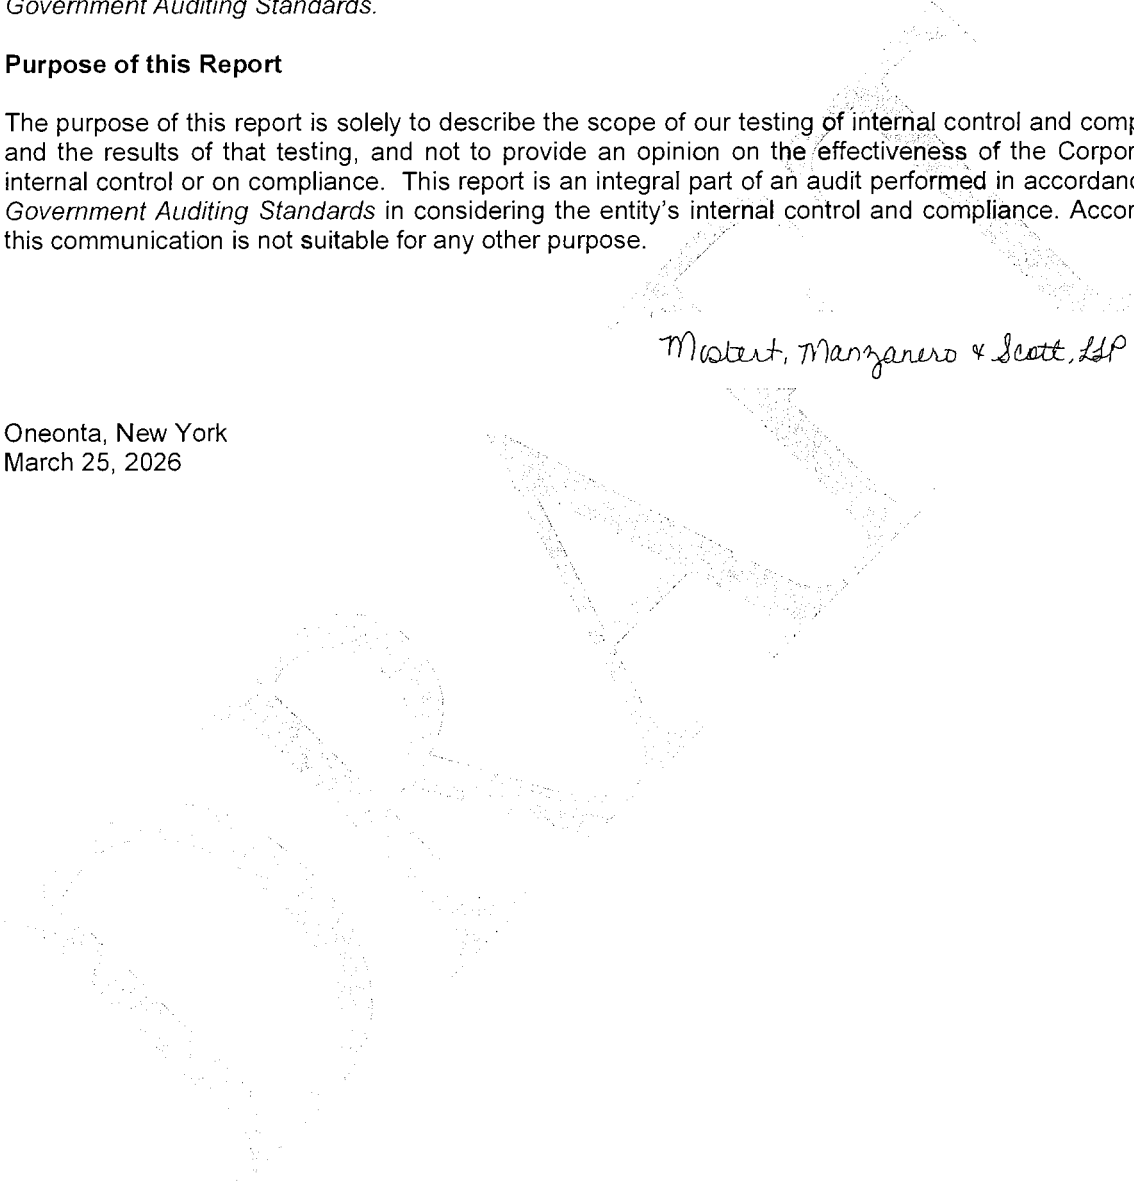 Government Auditing Standards.
Purpose of this Report
The purpose of this report is solely to describe the scope of our testing of internal control and comp
and the results of that testing, and not to provide an opinion on the effectiveness of the Corpor
internal control or on compliance. This report is an integral part of an audit performed in accordanc
Government Auditing Standards in considering the entity's internal control and compliance. Accor
this communication is not suitable for any other purpose.
Mostert, Manzanero & Scott, LLP
Oneonta, New York
March 25, 2026
DRAFT